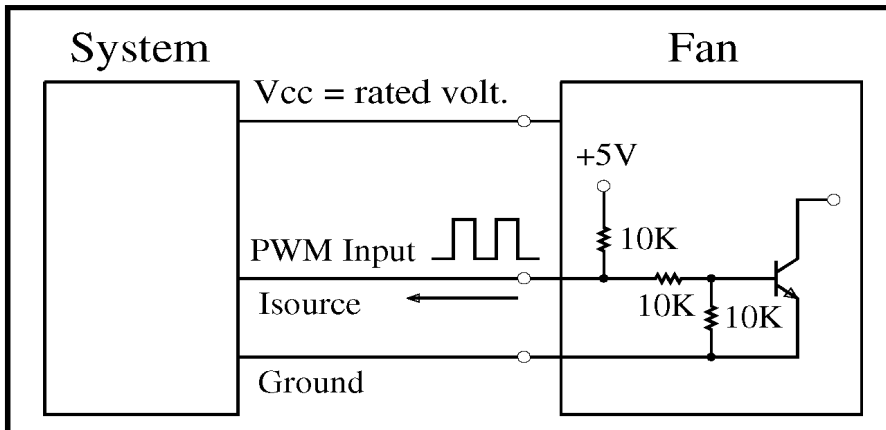 System
Fan
Vcc = rated volt.
+5V
10K
PWM Input
10K
10K
Isource
Ground